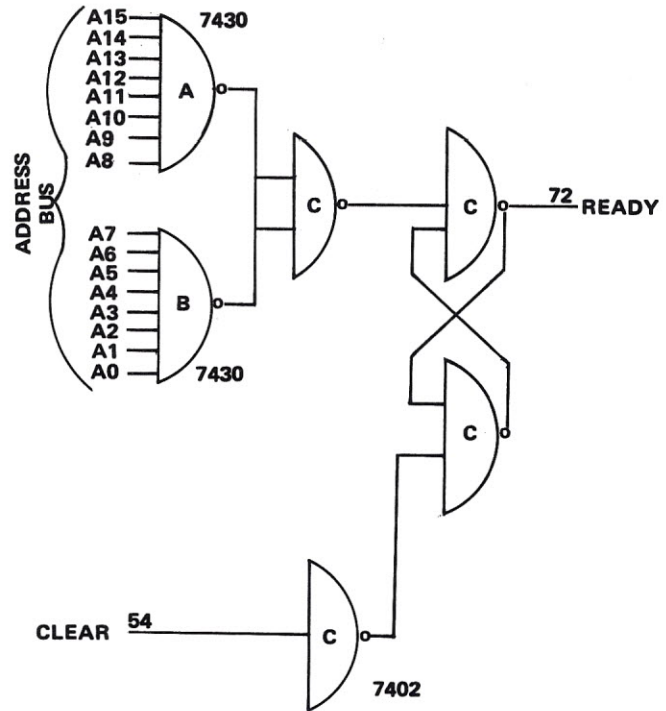 7430
A15
A14
A13
A12
A11
A10
A9
A8
A
ADDRESS
BUS
C
C
72 READY
A7
A6
A5
A4
A3
A2
A1
A0
B
7430
C
CLEAR 54
C
7402